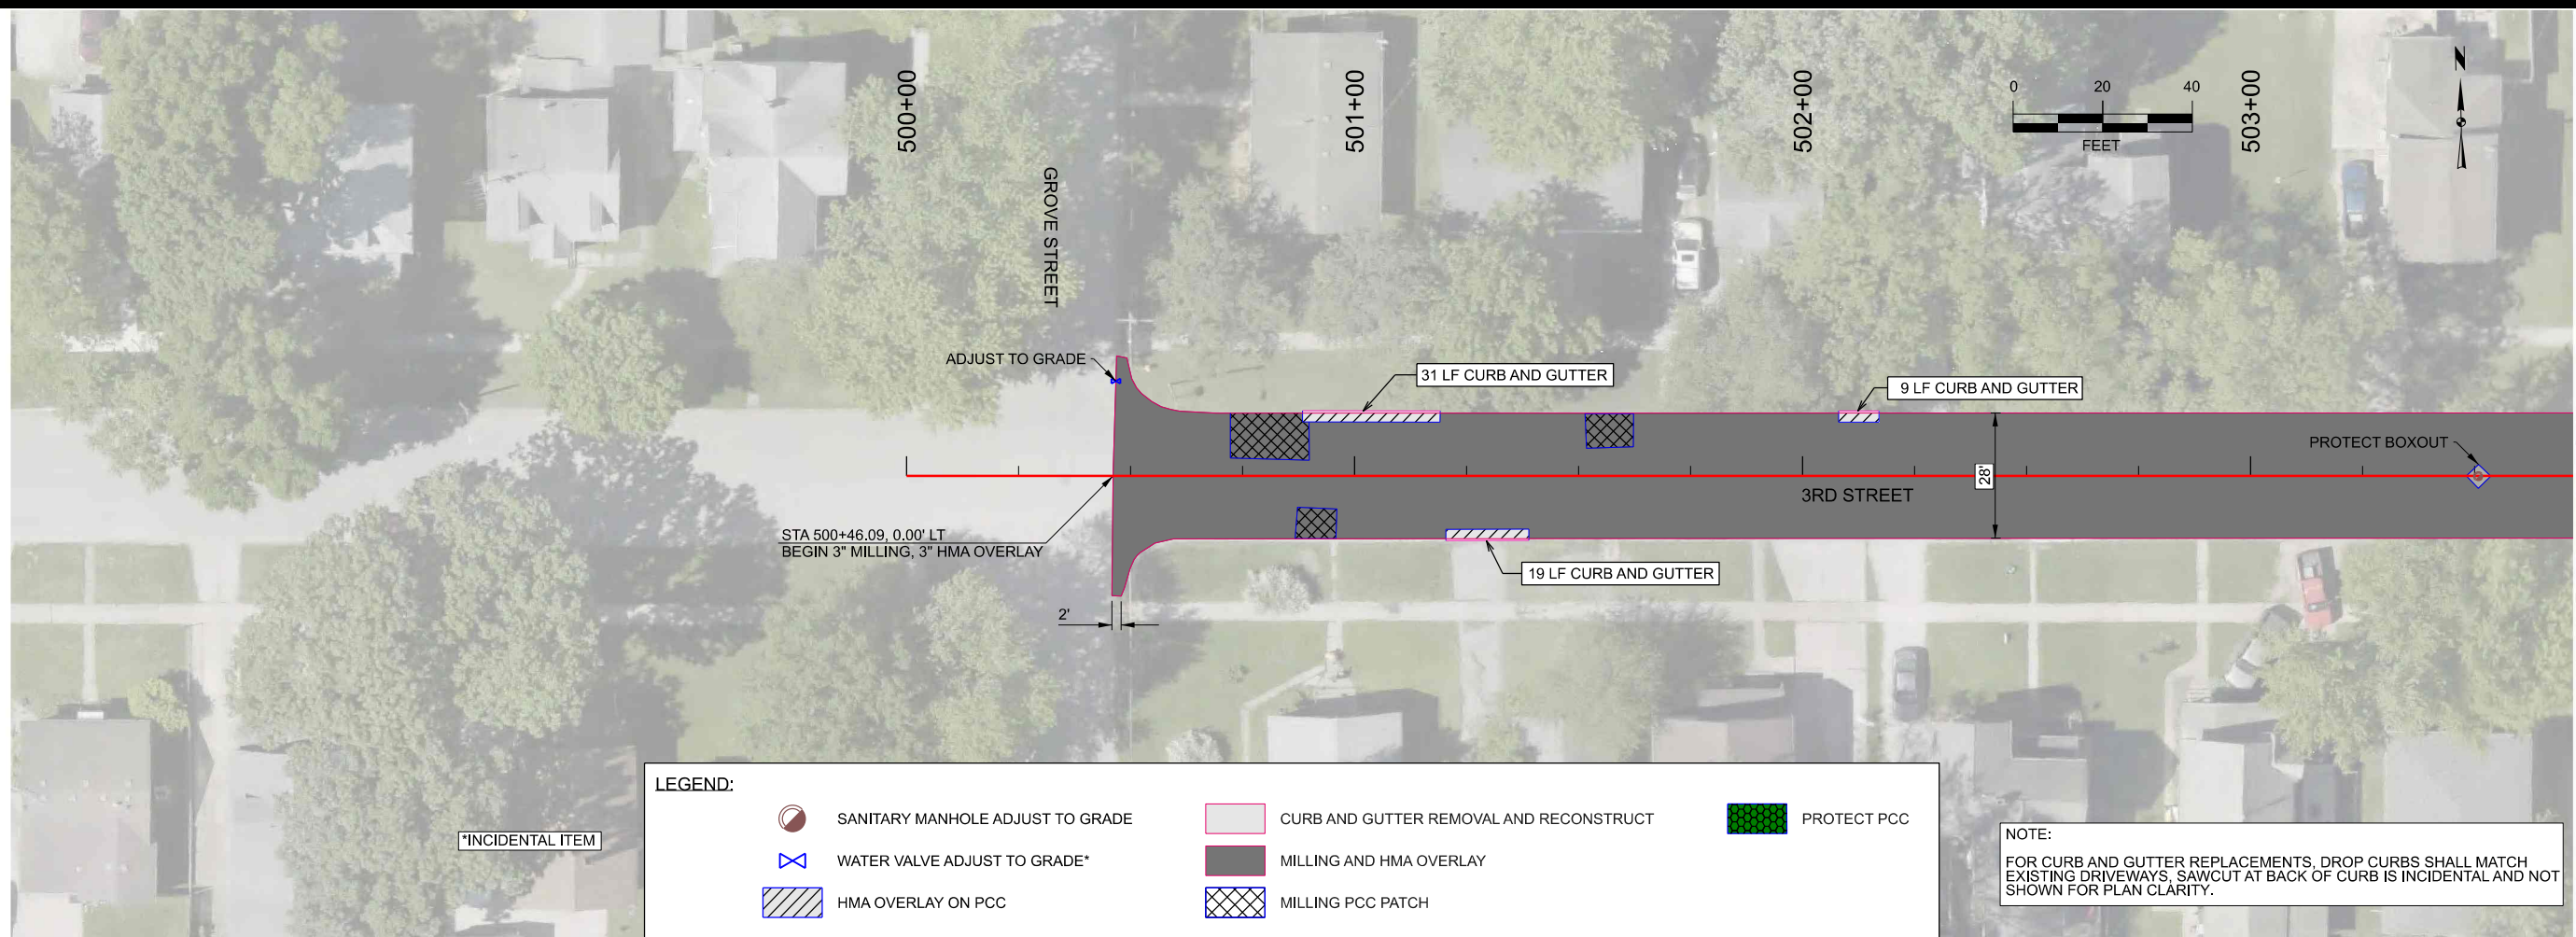 500+00
501+00
502+00
503+00
0 20 40
FEET
N
GROVE STREET
ADJUST TO GRADE
31 LF CURB AND GUTTER
9 LF CURB AND GUTTER
PROTECT BOXOUT
28'
3RD STREET
STA 500+46.09, 0.00' LT
BEGIN 3" MILLING, 3" HMA OVERLAY
19 LF CURB AND GUTTER
2'
LEGEND:
SANITARY MANHOLE ADJUST TO GRADE
WATER VALVE ADJUST TO GRADE*
HMA OVERLAY ON PCC
CURB AND GUTTER REMOVAL AND RECONSTRUCT
MILLING AND HMA OVERLAY
MILLING PCC PATCH
PROTECT PCC
*INCIDENTAL ITEM
NOTE:
FOR CURB AND GUTTER REPLACEMENTS, DROP CURBS SHALL MATCH
EXISTING DRIVEWAYS, SAWCUT AT BACK OF CURB IS INCIDENTAL AND NOT
SHOWN FOR PLAN CLARITY.